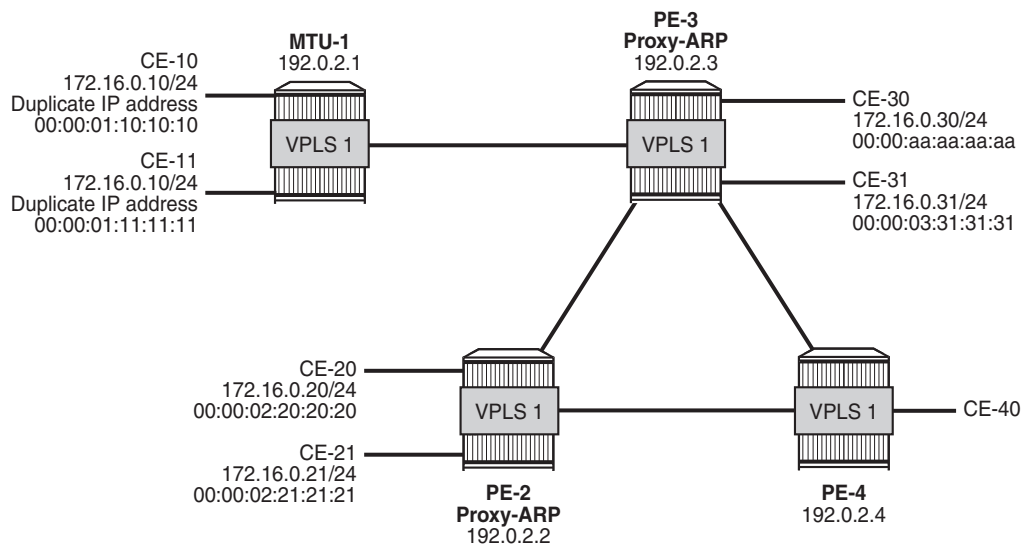 MTU-1
192.0.2.1
CE-10
172.16.0.10/24
Duplicate IP address
00:00:01:10:10:10
CE-11
172.16.0.10/24
Duplicate IP address
00:00:01:11:11:11
VPLS 1
PE-3
Proxy-ARP
192.0.2.3
VPLS 1
CE-30
172.16.0.30/24
00:00:aa:aa:aa:aa
CE-31
172.16.0.31/24
00:00:03:31:31:31
CE-20
172.16.0.20/24
00:00:02:20:20:20
CE-21
172.16.0.21/24
00:00:02:21:21:21
VPLS 1
PE-2
Proxy-ARP
192.0.2.2
VPLS 1
CE-40
PE-4
192.0.2.4